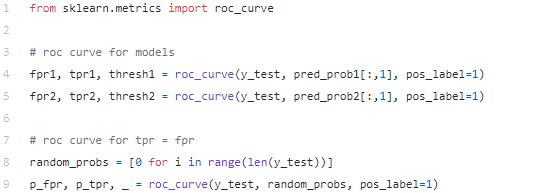 1 from sklearn.metrics import roc_curve
2
3 # roc curve for models
4 fpr1, tpr1, thresh1 = roc_curve(y_test, pred_prob1[:,1], pos_label=1)
5 fpr2, tpr2, thresh2 = roc_curve(y_test, pred_prob2[:,1], pos_label=1)
6
7 # roc curve for tpr = fpr
8 random_probs = [0 for i in range(len(y_test))]
9 p_fpr, p_tpr, _ = roc_curve(y_test, random_probs, pos_label=1)